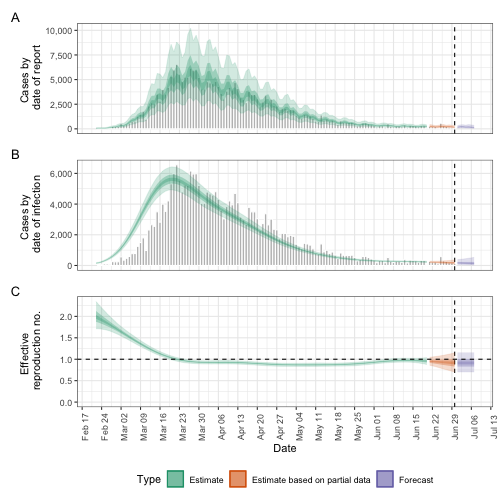 A
Cases by
date of report
10,000
7,500
5,000
2,500
0
B
Cases by
date of infection
6,000
4,000
2,000
0
C
Effective
reproduction no.
2.0
1.5
1.0
0.5
0.0
Feb 17
Feb 24
Mar 02
Mar 09
Mar 16
Mar 23
Mar 30
Apr 06
Apr 13
Apr 20
Apr 27
May 04
May 11
May 18
May 25
Jun 01
Jun 08
Jun 15
Jun 22
Jun 29
Jul 06
Jul 13
Date
Type Estimate Estimate based on partial data Forecast